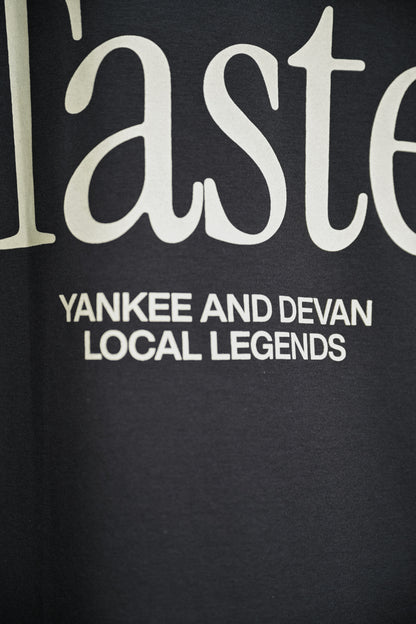 Taste
YANKEE AND DEVAN
LOCAL LEGENDS